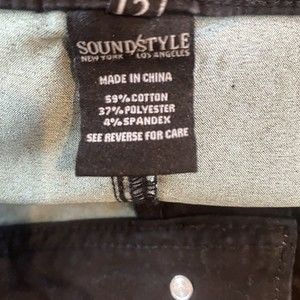 SOUNDSTYLE
NEW YORK LOS ANGELES
MADE IN CHINA
59% COTTON
37% POLYESTER
4% SPANDEX
SEE REVERSE FOR CARE